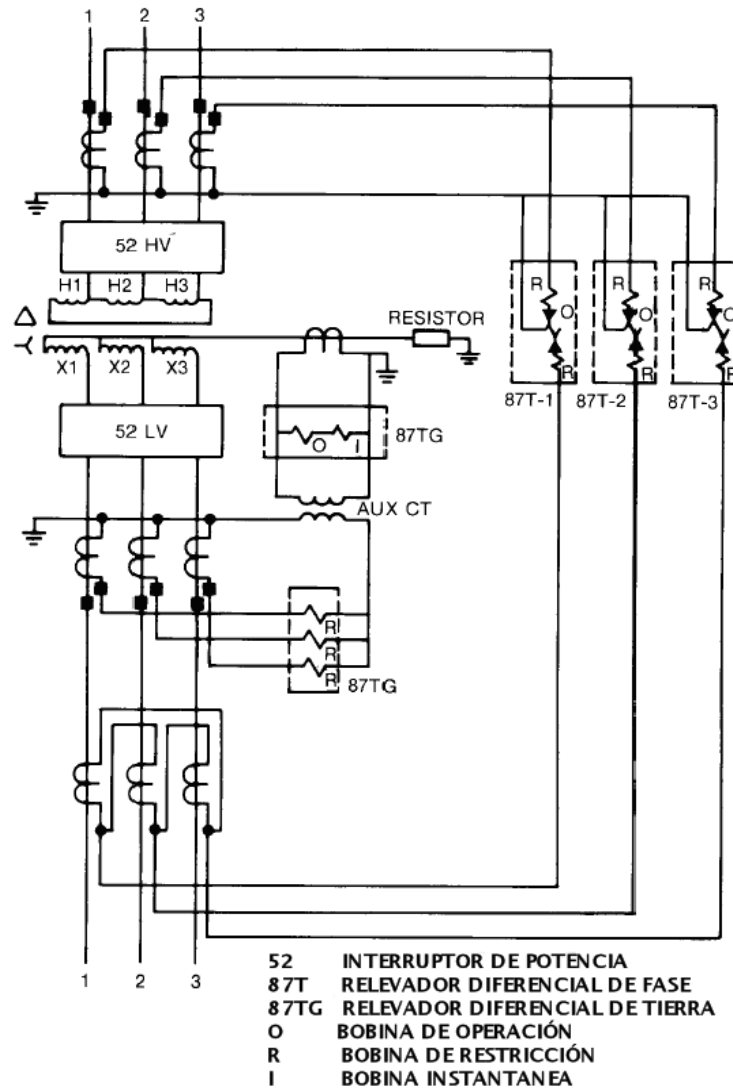 1 2 3
52 HV
H1 H2 H3
RESISTOR
X1 X2 X3
52 LV
O I
87TG
AUX CT
R
R
R
87TG
R O R
R O R
R O R
87T-1 87T-2 87T-3
1 2 3
52 INTERRUPTOR DE POTENCIA
87T RELEVADOR DIFERENCIAL DE FASE
87TG RELEVADOR DIFERENCIAL DE TIERRA
O BOBINA DE OPERACIÓN
R BOBINA DE RESTRICCIÓN
I BOBINA INSTANTANEA